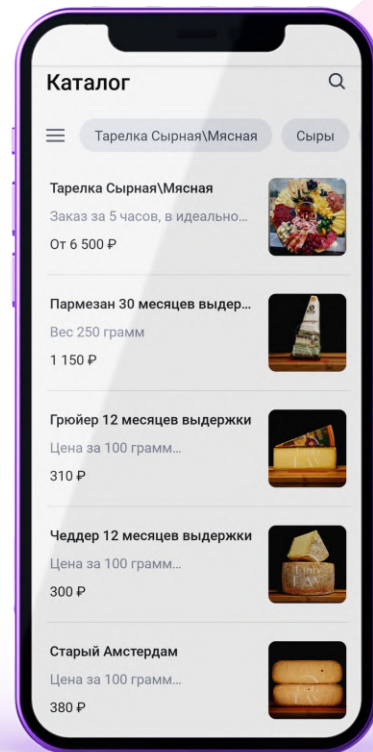 Каталог
Тарелка Сырная\Мясная
Сыры
Тарелка Сырная\Мясная
Заказ за 5 часов, в идеально...
От 6 500 ₽
Пармезан 30 месяцев выдер...
Вес 250 грамм
1 150 ₽
Грюйер 12 месяцев выдержки
Цена за 100 грамм...
310 ₽
Чеддер 12 месяцев выдержки
Цена за 100 грамм...
300 ₽
Старый Амстердам
Цена за 100 грамм...
380 ₽